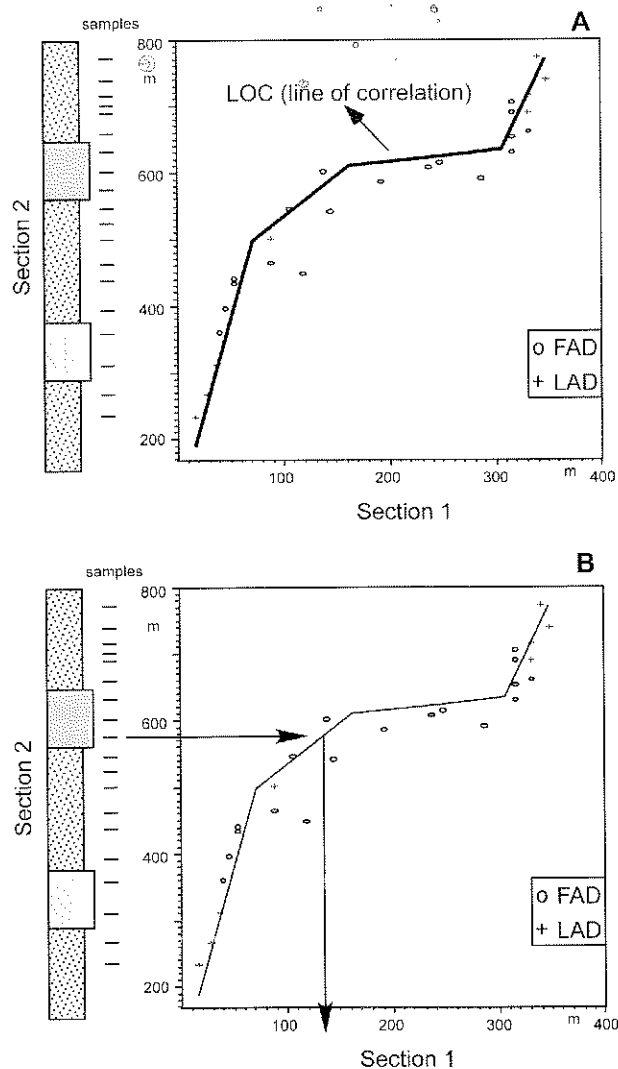 samples
A
800
m
LOC (line of correlation)
600
Section 2
400
o FAD
+ LAD
200
100
200
300
m
400
Section 1
samples
B
800
m
600
Section 2
400
o FAD
+ LAD
200
100
200
300
m
400
Section 1